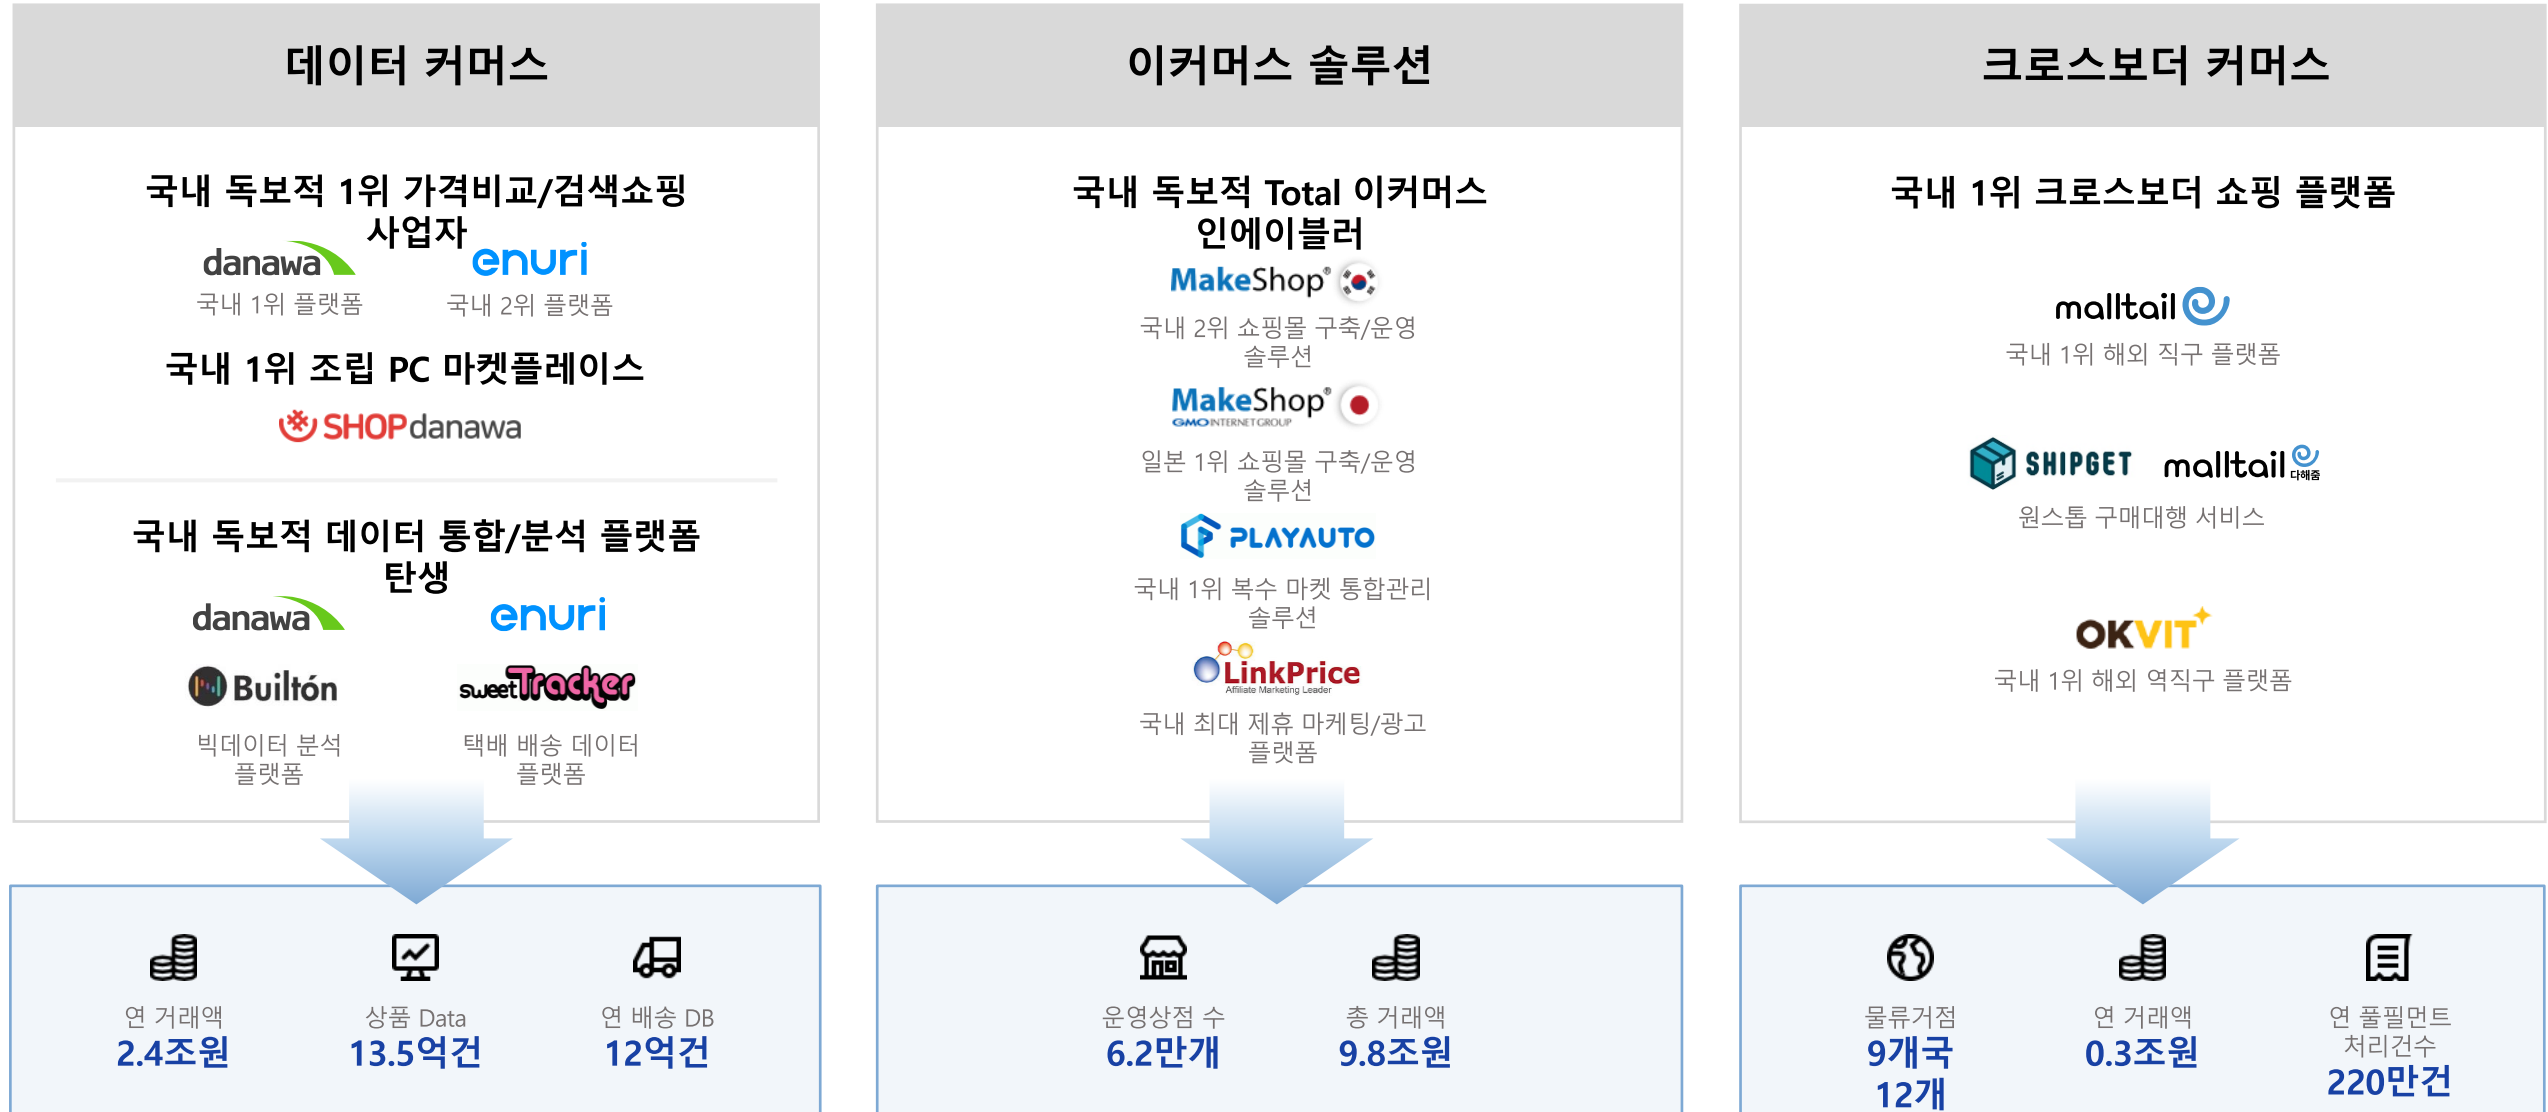 데이터 커머스
국내 독보적 1위 가격비교/검색쇼핑
사업자
danawa
enuri
국내 1위 플랫폼
국내 2위 플랫폼
국내 1위 조립 PC 마켓플레이스
SHOPdanawa
국내 독보적 데이터 통합/분석 플랫폼
탄생
danawa
enuri
Builtón
sweetTracker
빅데이터 분석
플랫폼
택배 배송 데이터
플랫폼
연 거래액
2.4조원
상품 Data
13.5억건
연 배송 DB
12억건
이커머스 솔루션
국내 독보적 Total 이커머스
인에이블러
MakeShop®
국내 2위 쇼핑몰 구축/운영
솔루션
MakeShop®
GMO INTERNET GROUP
일본 1위 쇼핑몰 구축/운영
솔루션
PLAYAUTO
국내 1위 복수 마켓 통합관리
솔루션
LinkPrice
Affiliate Marketing Leader
국내 최대 제휴 마케팅/광고
플랫폼
운영상점 수
6.2만개
총 거래액
9.8조원
크로스보더 커머스
국내 1위 크로스보더 쇼핑 플랫폼
malltail
국내 1위 해외 직구 플랫폼
SHIPGET
malltail 다해줌
원스톱 구매대행 서비스
OKVIT
국내 1위 해외 역직구 플랫폼
물류거점
9개국
12개
연 거래액
0.3조원
연 풀필먼트
처리건수
220만건